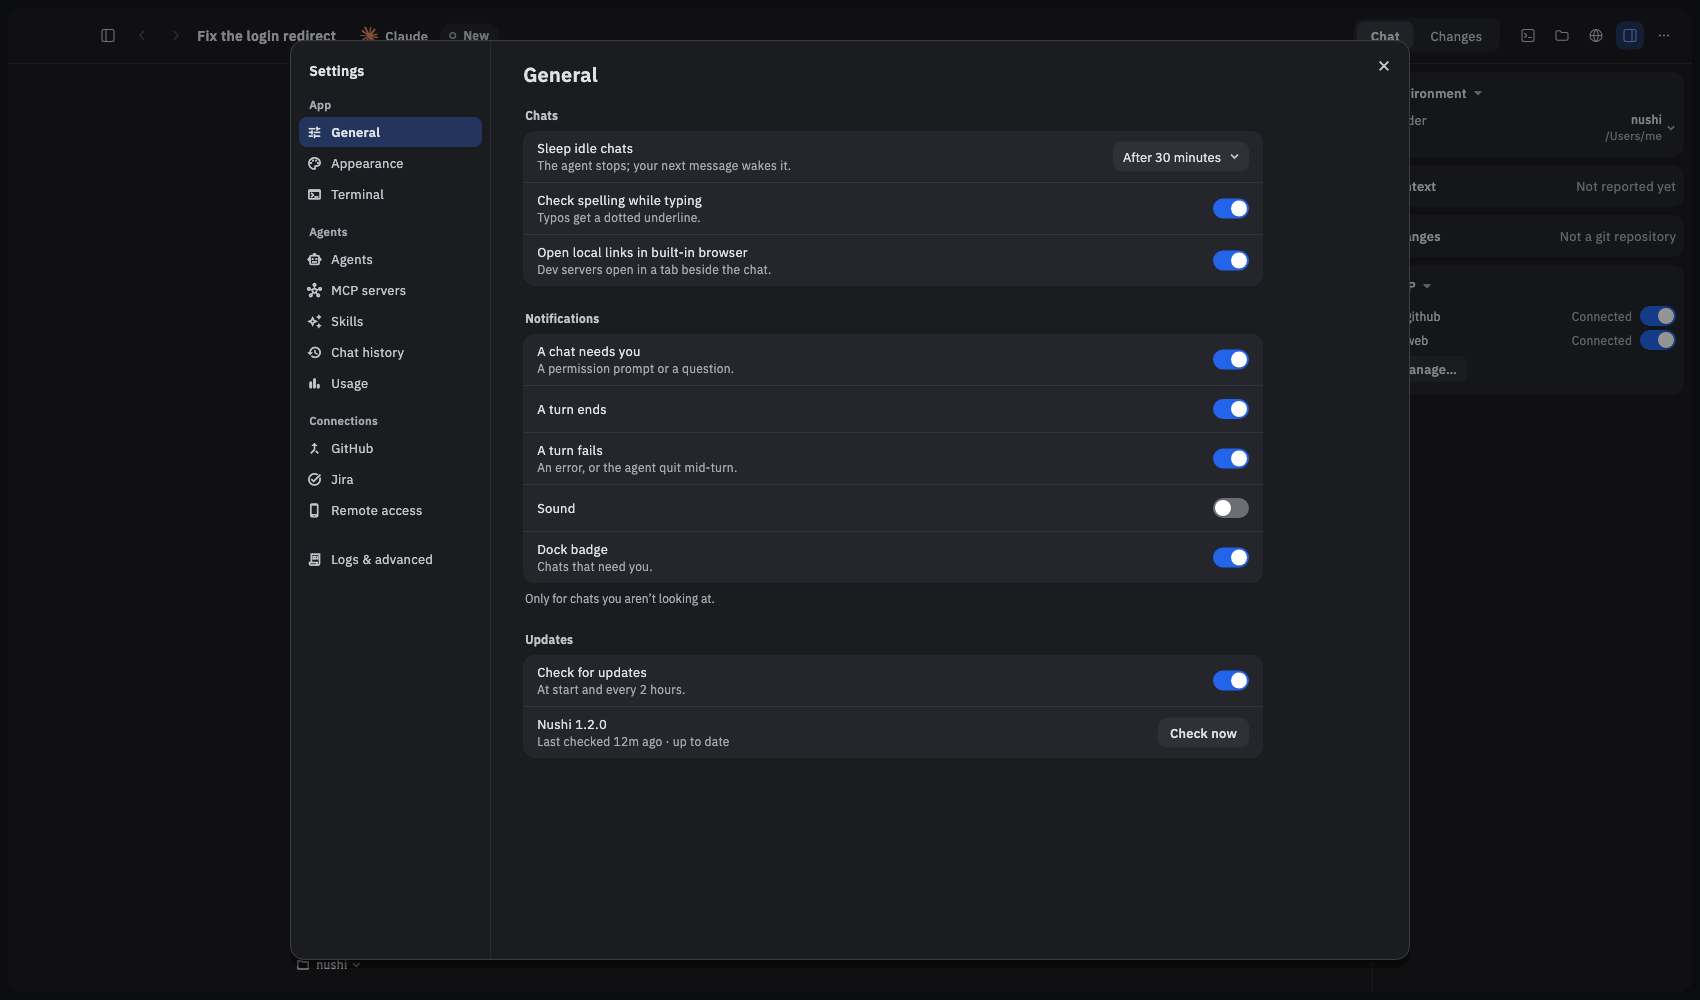 Fix the login redirect
Claude
New
Chat
Changes
Settings
App
General
Appearance
Terminal
Agents
Agents
MCP servers
Skills
Chat history
Usage
Connections
GitHub
Jira
Remote access
Logs & advanced
General
Chats
Sleep idle chats
The agent stops; your next message wakes it.
After 30 minutes
Check spelling while typing
Typos get a dotted underline.
Open local links in built-in browser
Dev servers open in a tab beside the chat.
Notifications
A chat needs you
A permission prompt or a question.
A turn ends
A turn fails
An error, or the agent quit mid-turn.
Sound
Dock badge
Chats that need you.
Only for chats you aren’t looking at.
Updates
Check for updates
At start and every 2 hours.
Nushi 1.2.0
Last checked 12m ago · up to date
Check now
ironment
der
nushi
/Users/me
text
Not reported yet
anges
Not a git repository
P
github
Connected
web
Connected
anage...
nushi